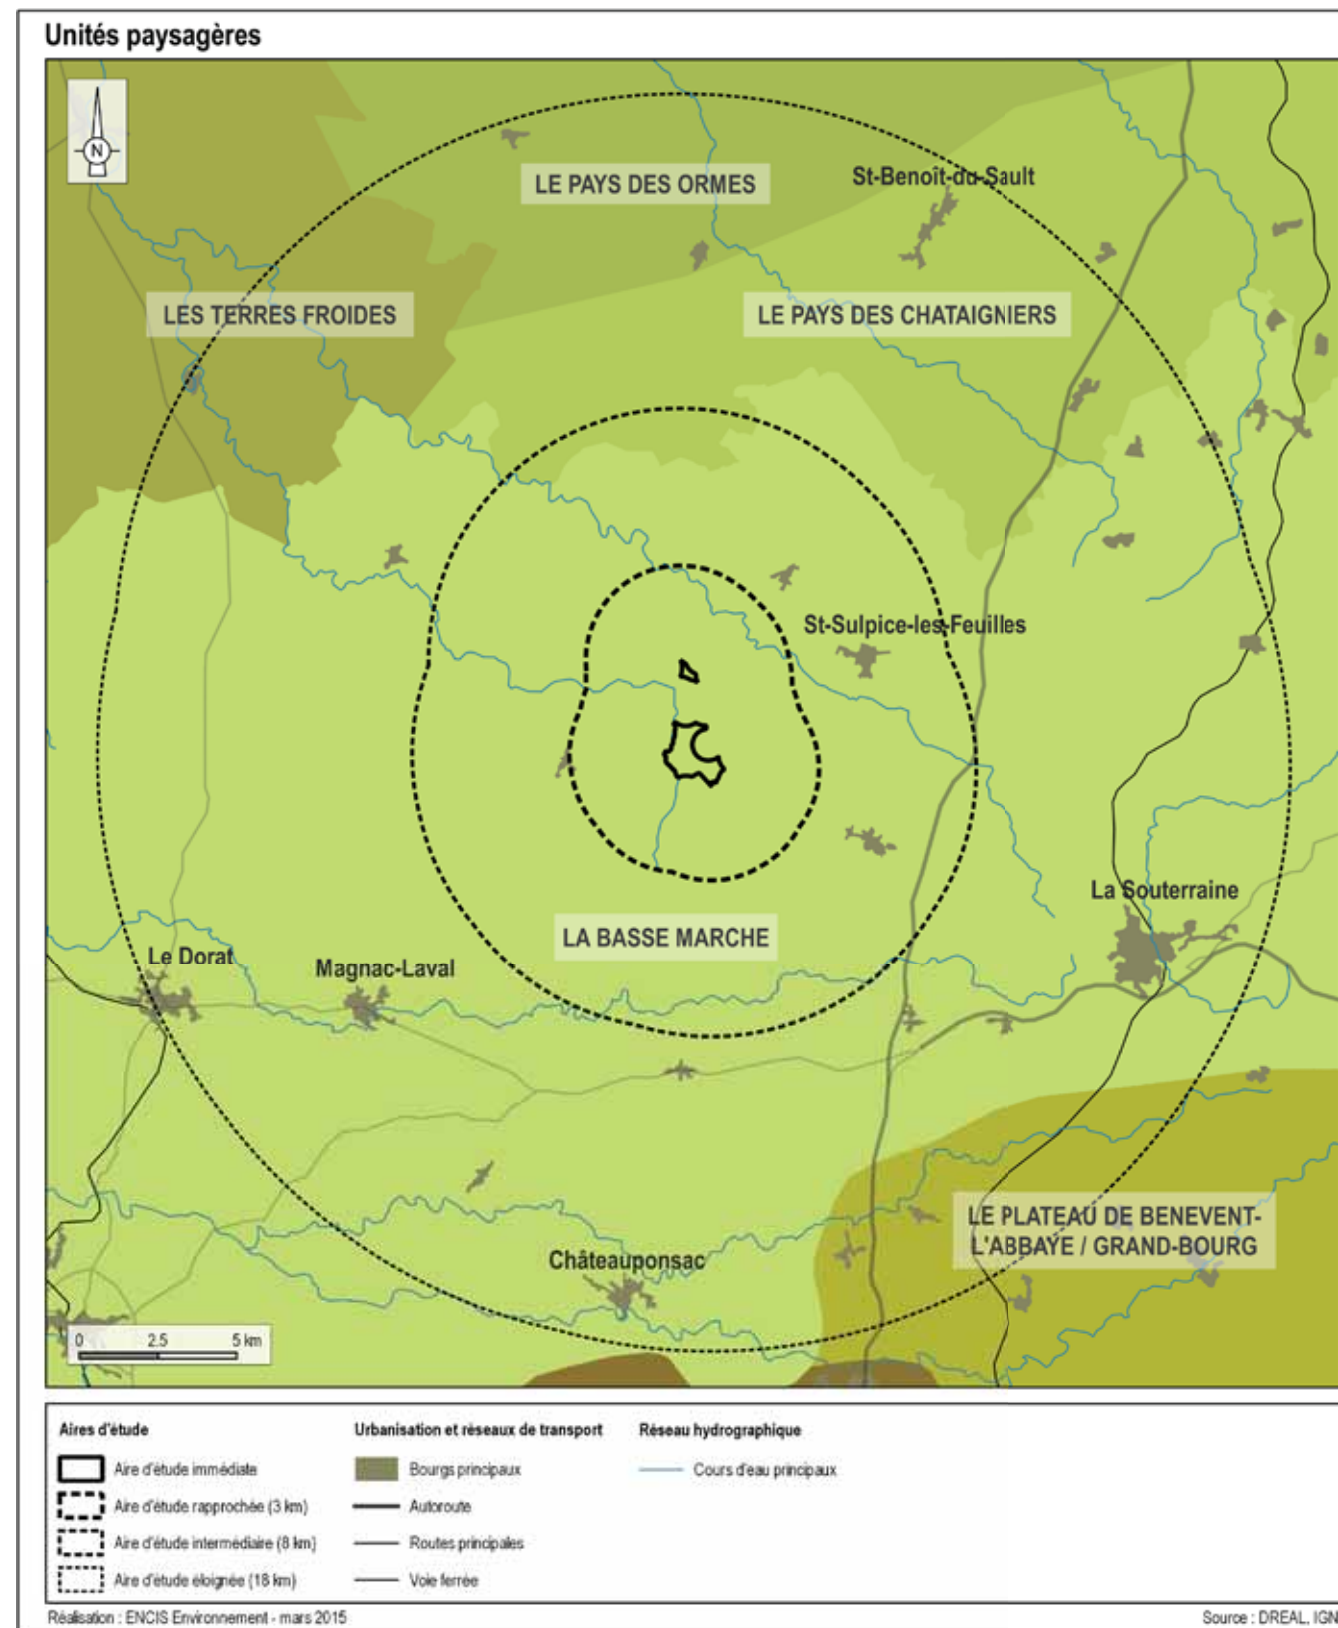 Unités paysagères
N
LE PAYS DES ORMES
St-Benoît-du-Sault
LES TERRES FROIDES
LE PAYS DES CHATAIGNIERS
St-Sulpice-les-Feuilles
La Souterraine
LA BASSE MARCHE
Le Dorat
Magnac-Laval
LE PLATEAU DE BENEVENT-
L'ABBAYE / GRAND-BOURG
Châteauponsac
0 2.5 5 km
Aires d'étude
Aire d'étude immédiate
Aire d'étude rapprochée (3 km)
Aire d'étude intermédiaire (8 km)
Aire d'étude éloignée (18 km)
Urbanisation et réseaux de transport
Bourgs principaux
Autoroute
Routes principales
Voie ferrée
Réseau hydrographique
Cours d'eau principaux
Réalisation : ENCIS Environnement - mars 2015
Source : DREAL, IGN